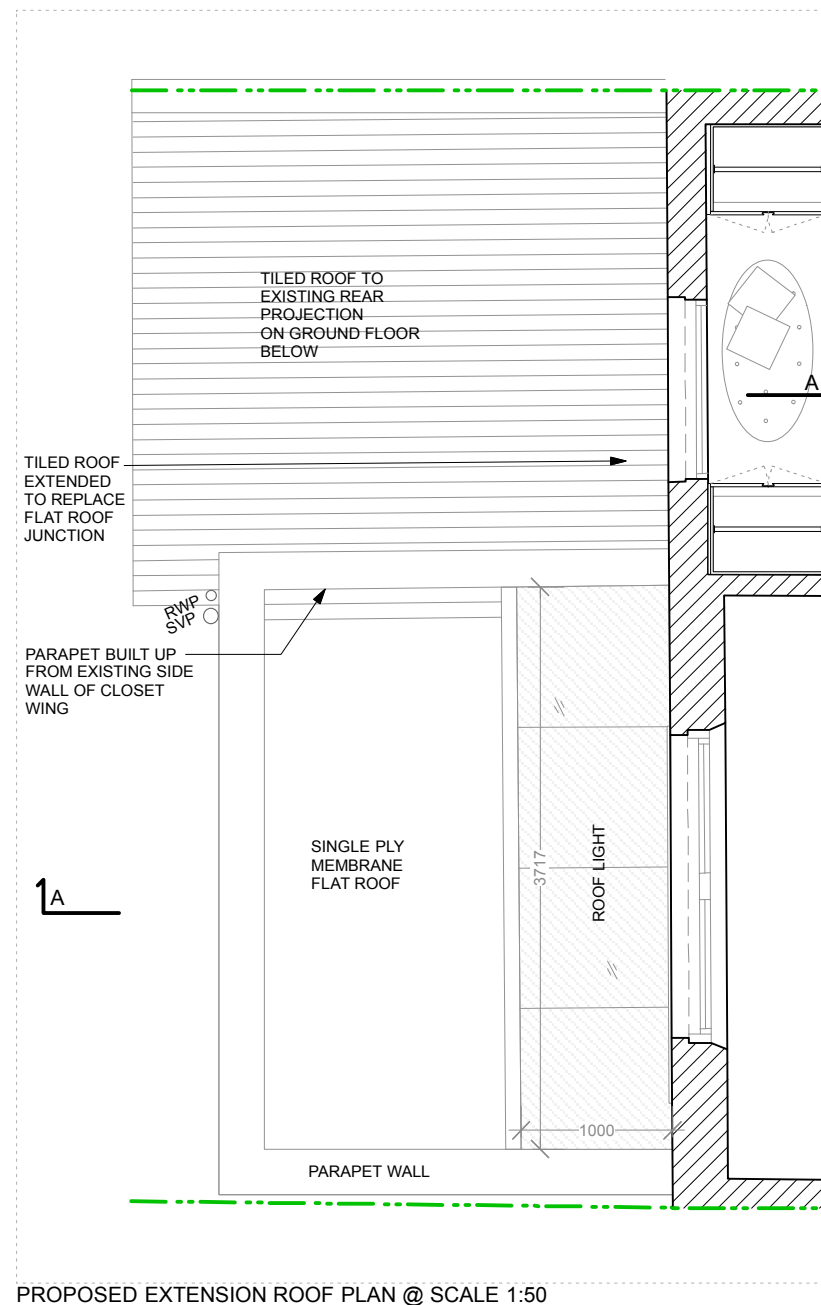 TILED ROOF TO
EXISTING REAR
PROJECTION
ON GROUND FLOOR
BELOW
A
TILED ROOF
EXTENDED
TO REPLACE
FLAT ROOF
JUNCTION
RWP
SVP
PARAPET BUILT UP
FROM EXISTING SIDE
WALL OF CLOSET
WING
SINGLE PLY
MEMBRANE
FLAT ROOF
3717
ROOF LIGHT
A
1000
PARAPET WALL
PROPOSED EXTENSION ROOF PLAN @ SCALE 1:50